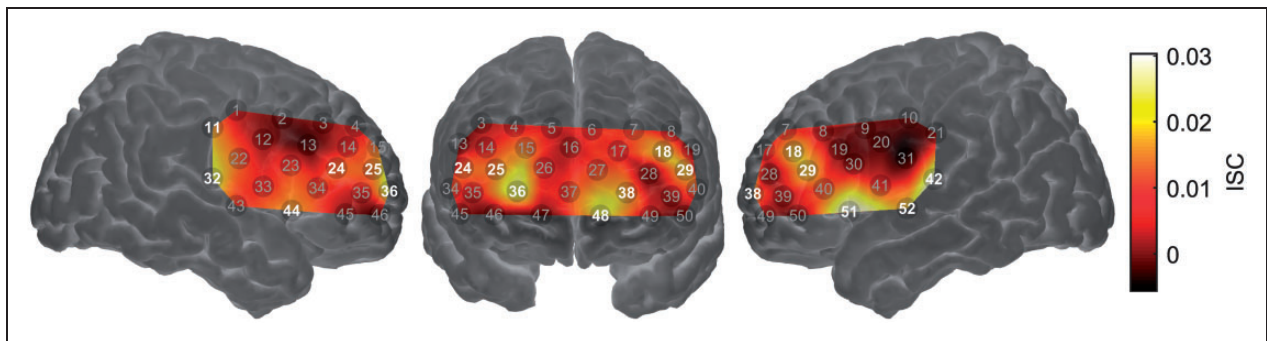 1 2 3 4
11 12 13 14 15
22 23 24 25
32 33 34 35 36
43 44 45 46
3 4 5 6 7 8
13 14 15 16 17 18 19
24 25 26 27 28 29
34 35 36 37 38 39 40
45 46 47 48 49 50
7 8 9 10
17 18 19 20 21
28 29 30 31
38 39 40 41 42
49 50 51 52
0.03
0.02
0.01
0
ISC